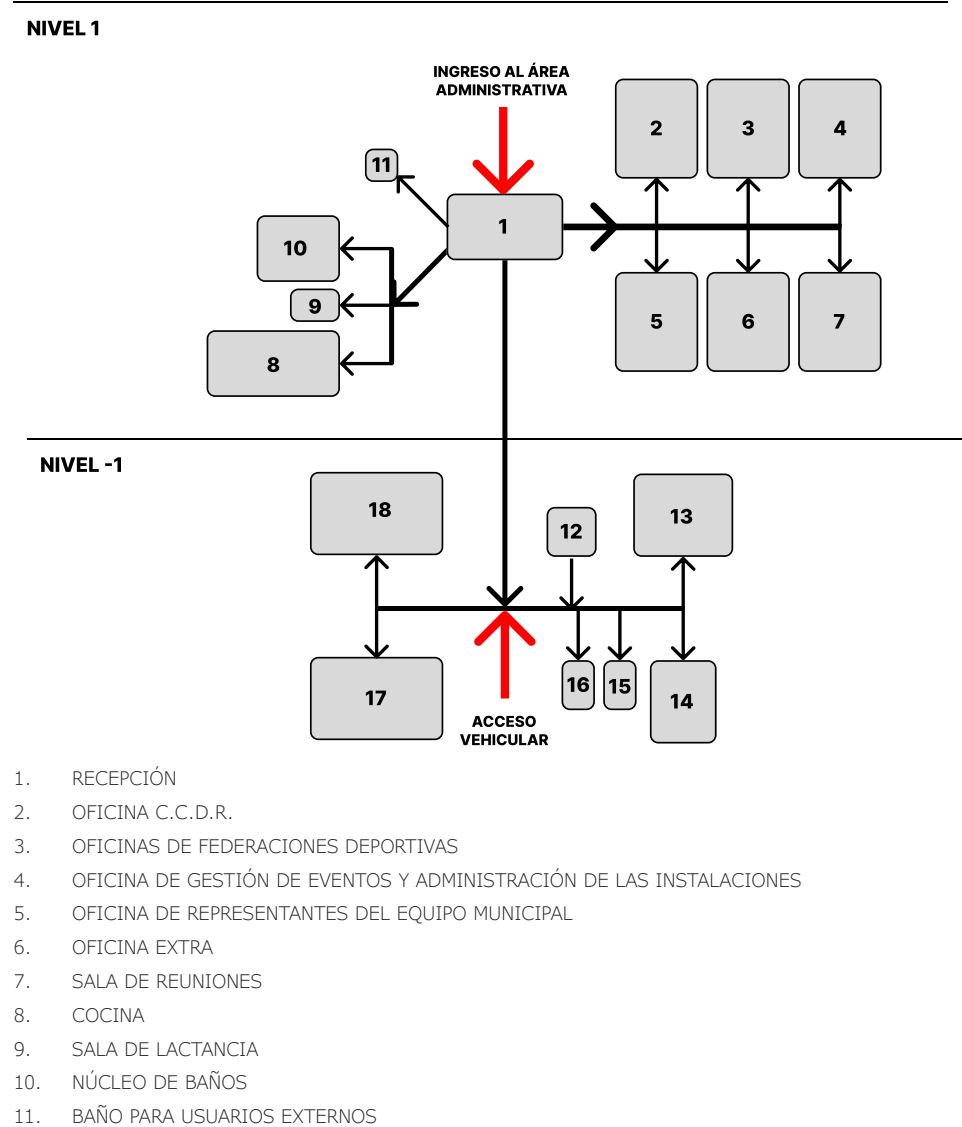 NIVEL 1
INGRESO AL ÁREA
ADMINISTRATIVA
2
3
4
11
1
10
9
8
5
6
7
NIVEL -1
18
12
13
17
16
15
14
ACCESO
VEHICULAR
1. RECEPCIÓN
2. OFICINA C.C.D.R.
3. OFICINAS DE FEDERACIONES DEPORTIVAS
4. OFICINA DE GESTIÓN DE EVENTOS Y ADMINISTRACIÓN DE LAS INSTALACIONES
5. OFICINA DE REPRESENTANTES DEL EQUIPO MUNICIPAL
6. OFICINA EXTRA
7. SALA DE REUNIONES
8. COCINA
9. SALA DE LACTANCIA
10. NÚCLEO DE BAÑOS
11. BAÑO PARA USUARIOS EXTERNOS